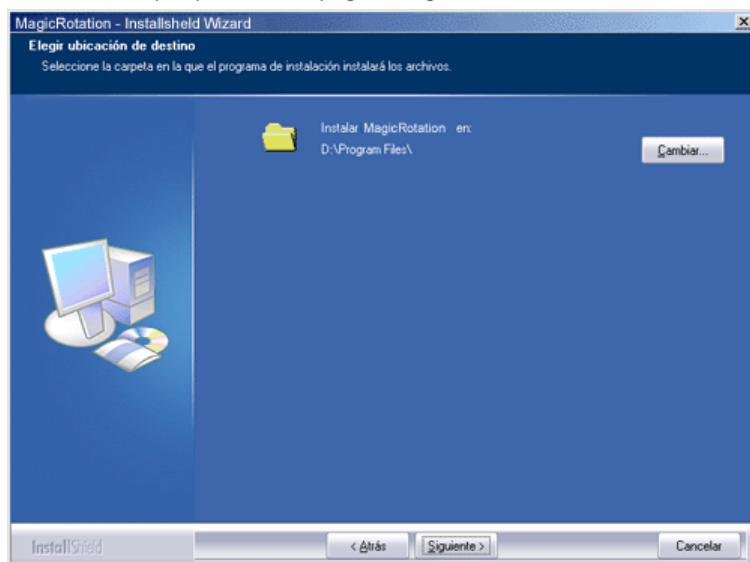 MagicRotation - Installsheld Wizard
Elegir ubicación de destino
Seleccione la carpeta en la que el programa de instalación instalará los archivos.
Instalar MagicRotation en:
D:\Program Files\
Cambiar...
InstallShield
< Atrás
Siguiente >
Cancelar